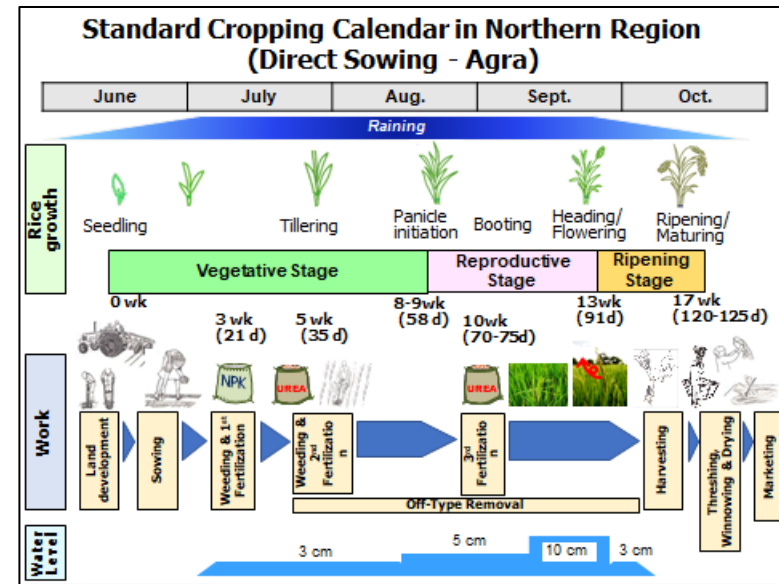 Standard Cropping Calendar in Northern Region
(Direct Sowing - Agra)
June
July
Aug.
Sept.
Oct.
Raining
Rice
growth
Seedling
Tillering
Panicle
initiation
Booting
Heading/
Flowering
Ripening/
Maturing
Vegetative Stage
Reproductive
Stage
Ripening
Stage
0 wk
3 wk
(21 d)
5 wk
(35 d)
8-9wk
(58 d)
10wk
(70-75d)
13wk
(91d)
17 wk
(120-125d)
NPK
UREA
UREA
Work
Land
development
Sowing
Weeding & 1st
Fertilization
Weeding &
2nd
Fertilizatio
n
3rd
Fertilizatio
n
Harvesting
Threshing,
Winnowing & Drying
Marketing
Off-Type Removal
Water
Level
3 cm
5 cm
10 cm
3 cm